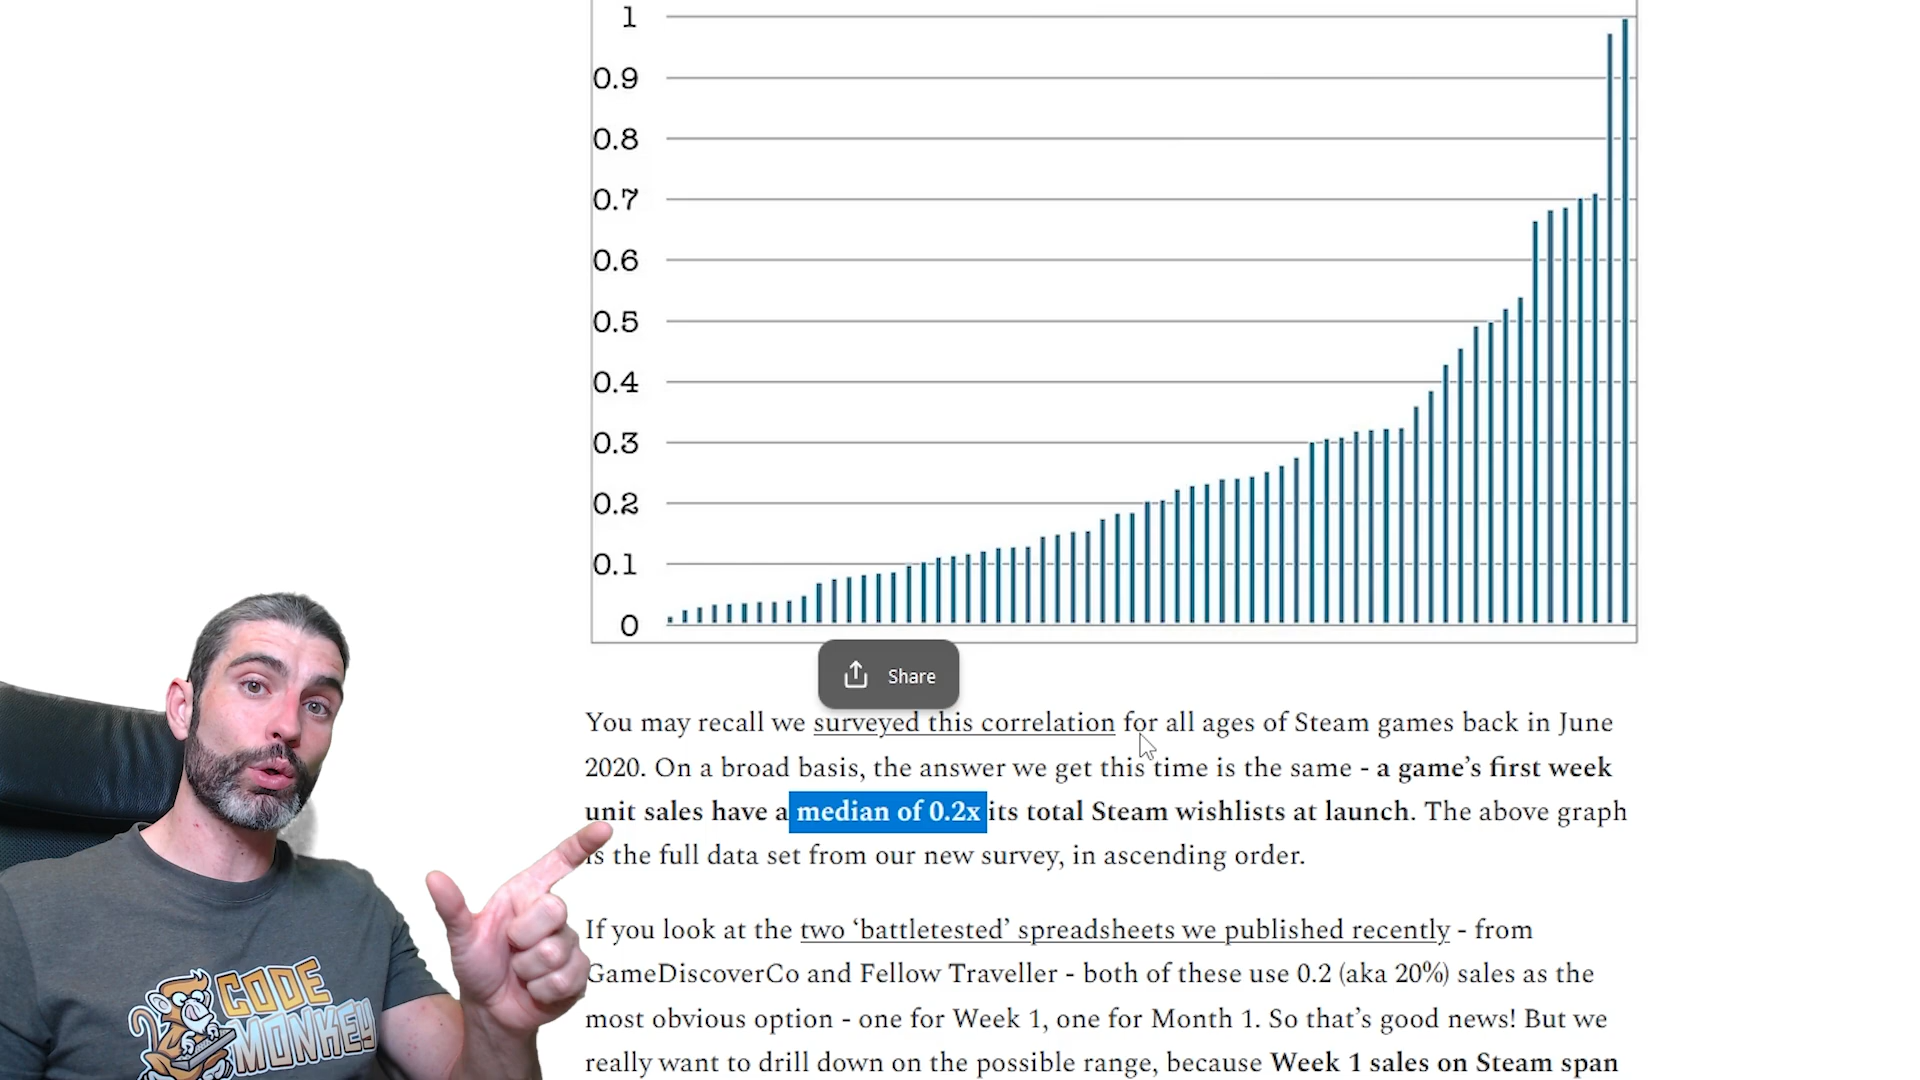 1
0.9
0.8
0.7
0.6
0.5
0.4
0.3
0.2
0.1
0
Share
You may recall we surveyed this correlation for all ages of Steam games back in June
2020. On a broad basis, the answer we get this time is the same - a game’s first week
unit sales have a median of 0.2x its total Steam wishlists at launch. The above graph
is the full data set from our new survey, in ascending order.
If you look at the two ‘battletested’ spreadsheets we published recently - from
GameDiscoverCo and Fellow Traveller - both of these use 0.2 (aka 20%) sales as the
most obvious option - one for Week 1, one for Month 1. So that’s good news! But we
really want to drill down on the possible range, because Week 1 sales on Steam span
CODE
MONKEY